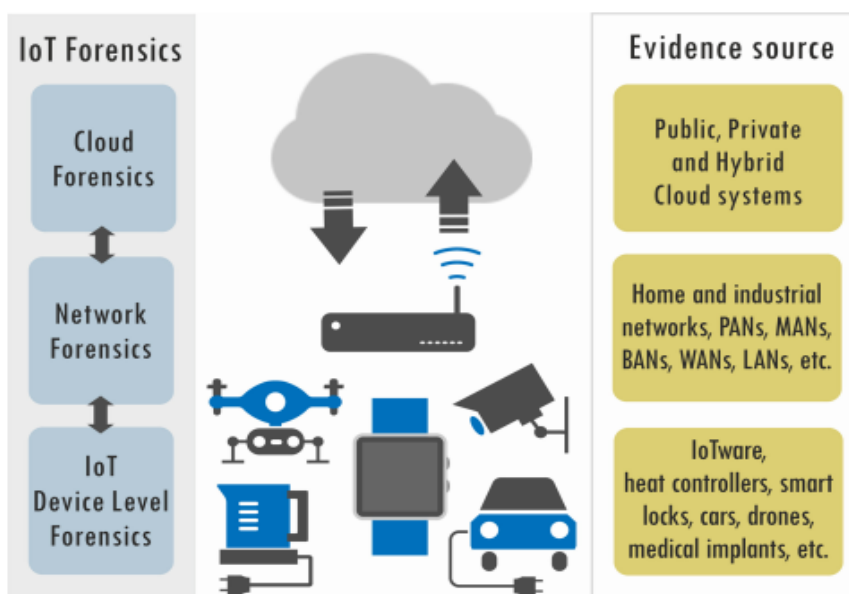 IoT Forensics
Cloud
Forensics
Network
Forensics
IoT
Device Level
Forensics
Evidence source
Public, Private
and Hybrid
Cloud systems
Home and industrial
networks, PANs, MANs,
BANs, WANs, LANs, etc.
IoTware,
heat controllers, smart
locks, cars, drones,
medical implants, etc.